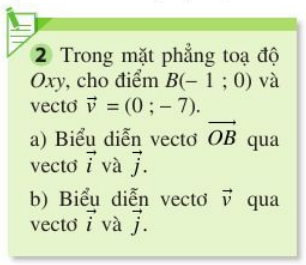 2 Trong mặt phẳng toạ độ
Oxy, cho điểm B(– 1 ; 0) và
vectơ v⃗ = (0 ; – 7).
a) Biểu diễn vectơ O͞B⃗ qua
vectơ i⃗ và j⃗.
b) Biểu diễn vectơ v⃗ qua
vectơ i⃗ và j⃗.